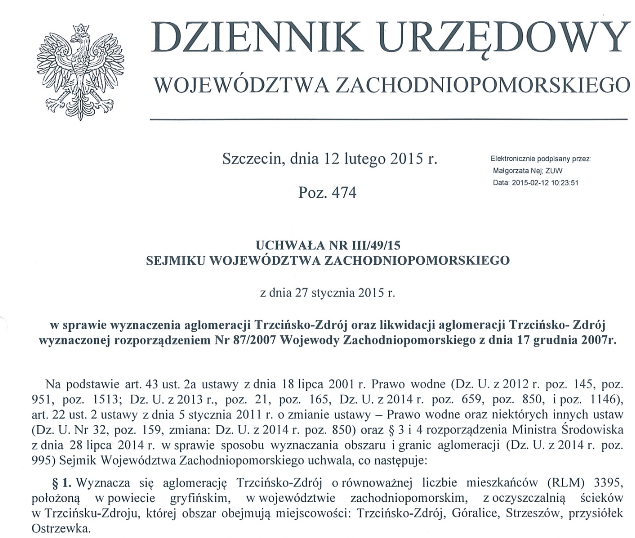 DZIENNIK URZĘDOWY
WOJEWÓDZTWA ZACHODNIOPOMORSKIEGO
Szczecin, dnia 12 lutego 2015 r.
Elektronicznie podpisany przez:
Małgorzata Nej; ZUW
Data: 2015-02-12 10:23:51
Poz. 474
UCHWAŁA NR III/49/15
SEJMIKU WOJEWÓDZTWA ZACHODNIOPOMORSKIEGO
z dnia 27 stycznia 2015 r.
w sprawie wyznaczenia aglomeracji Trzcińsko-Zdrój oraz likwidacji aglomeracji Trzcińsko- Zdrój
wyznaczonej rozporządzeniem Nr 87/2007 Wojewody Zachodniopomorskiego z dnia 17 grudnia 2007r.
Na podstawie art. 43 ust. 2a ustawy z dnia 18 lipca 2001 r. Prawo wodne (Dz. U. z 2012 r. poz. 145, poz.
951, poz. 1513; Dz. U. z 2013 r., poz. 21, poz. 165, Dz. U. z 2014 r. poz. 659, poz. 850, i poz. 1146),
art. 22 ust. 2 ustawy z dnia 5 stycznia 2011 r. o zmianie ustawy – Prawo wodne oraz niektórych innych ustaw
(Dz. U. Nr 32, poz. 159, zmiana: Dz. U. z 2014 r. poz. 850) oraz § 3 i 4 rozporządzenia Ministra Środowiska
z dnia 28 lipca 2014 r. w sprawie sposobu wyznaczania obszaru i granic aglomeracji (Dz. U. z 2014 r. poz.
995) Sejmik Województwa Zachodniopomorskiego uchwala, co następuje:
§ 1. Wyznacza się aglomerację Trzcińsko-Zdrój o równoważnej liczbie mieszkańców (RLM) 3395,
położoną w powiecie gryfińskim, w województwie zachodniopomorskim, z oczyszczalnią ścieków
w Trzcińsku-Zdroju, której obszar obejmują miejscowości: Trzcińsko-Zdrój, Góralice, Strzeszów, przysiółek
Ostrzewka.